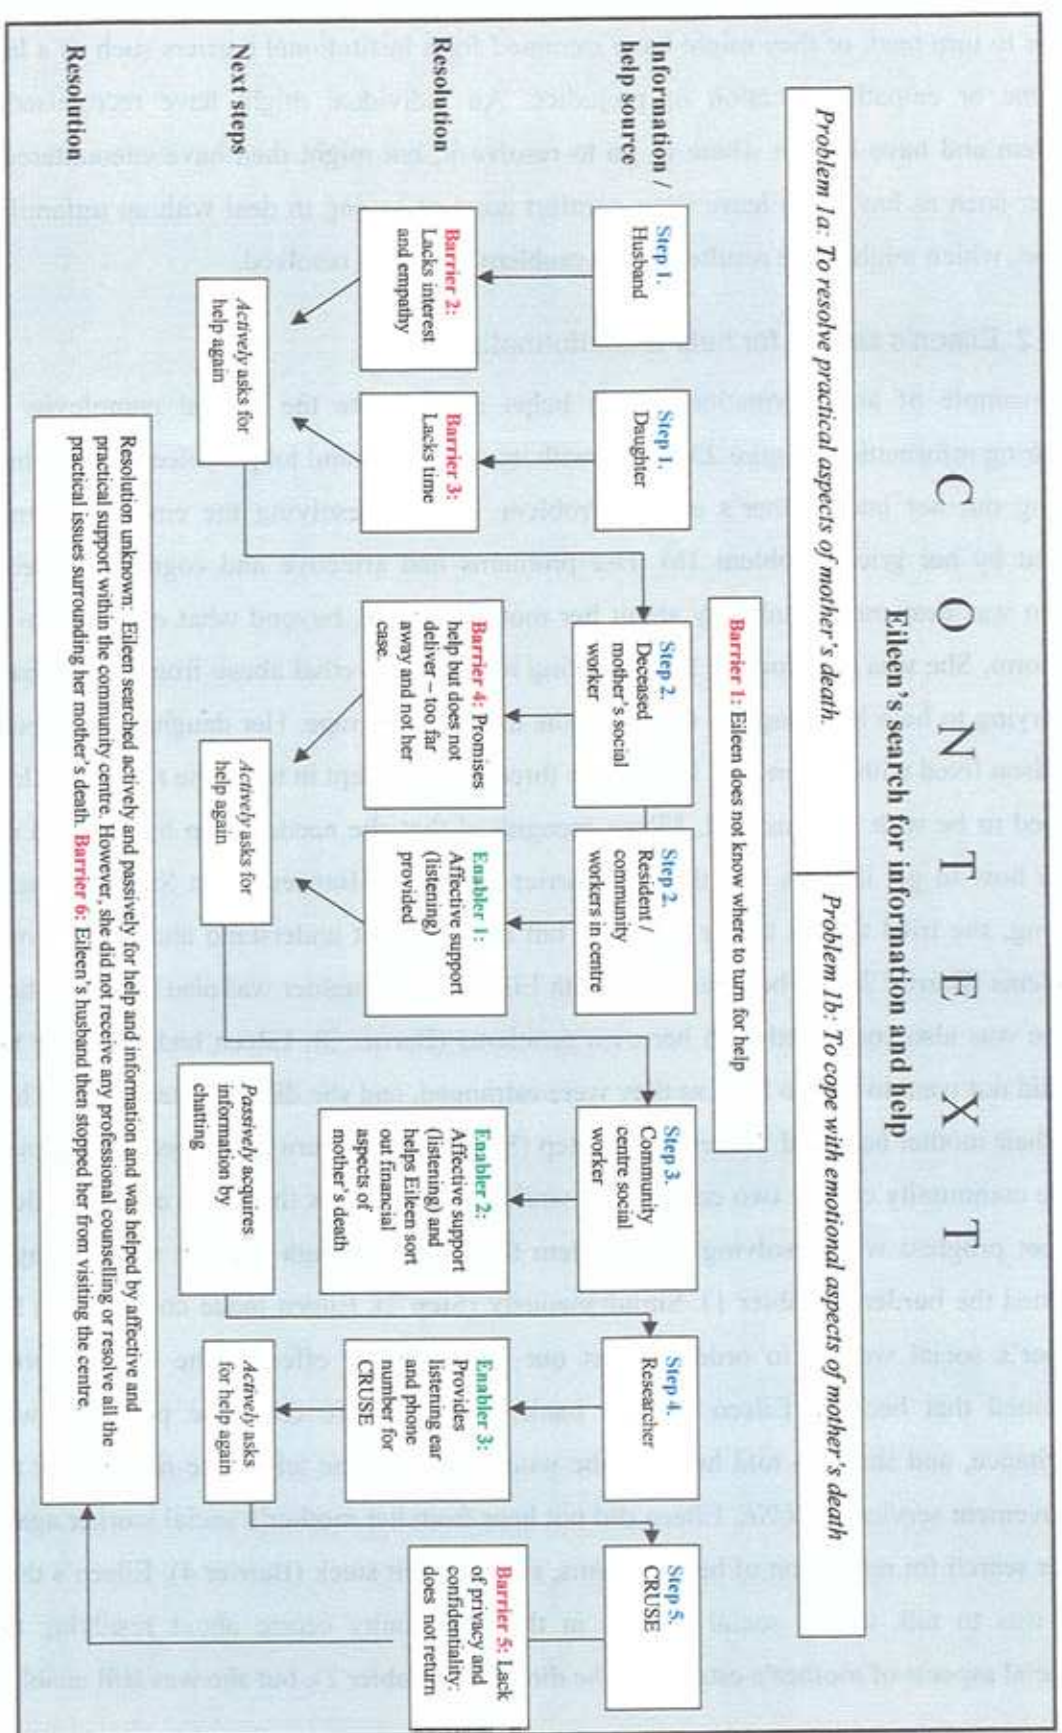 C O N T E X T
Eileen's search for information and help
Problem 1a: To resolve practical aspects of mother's death.
Problem 1b: To cope with emotional aspects of mother's death
Barrier 1: Eileen does not know where to turn for help
Information /
help source
Step 1.
Husband
Step 1.
Daughter
Step 2.
Deceased
mother's social
worker
Step 2.
Resident /
community
workers in centre
Step 3.
Community
centre social
worker
Step 4.
Researcher
Step 5.
CRUSE
Resolution
Barrier 2:
Lacks interest
and empathy
Barrier 3:
Lacks time
Barrier 4: Promises
help but does not
deliver – too far
away and not her
case.
Enabler 1:
Affective support
(listening)
provided
Enabler 2:
Affective support
(listening) and
helps Eileen sort
out financial
aspects of
mother's death
Enabler 3:
Provides
listening ear
and phone
number for
CRUSE
Barrier 5: Lack
of privacy and
confidentiality:
does not return
Next steps
Actively asks for
help again
Actively asks for
help again
Passively acquires
information by
chatting
Actively asks
for help again
Resolution
Resolution unknown: Eileen searched actively and passively for help and information and was helped by affective and
practical support within the community centre. However, she did not receive any professional counselling or resolve all the
practical issues surrounding her mother's death. Barrier 6: Eileen's husband then stopped her from visiting the centre.